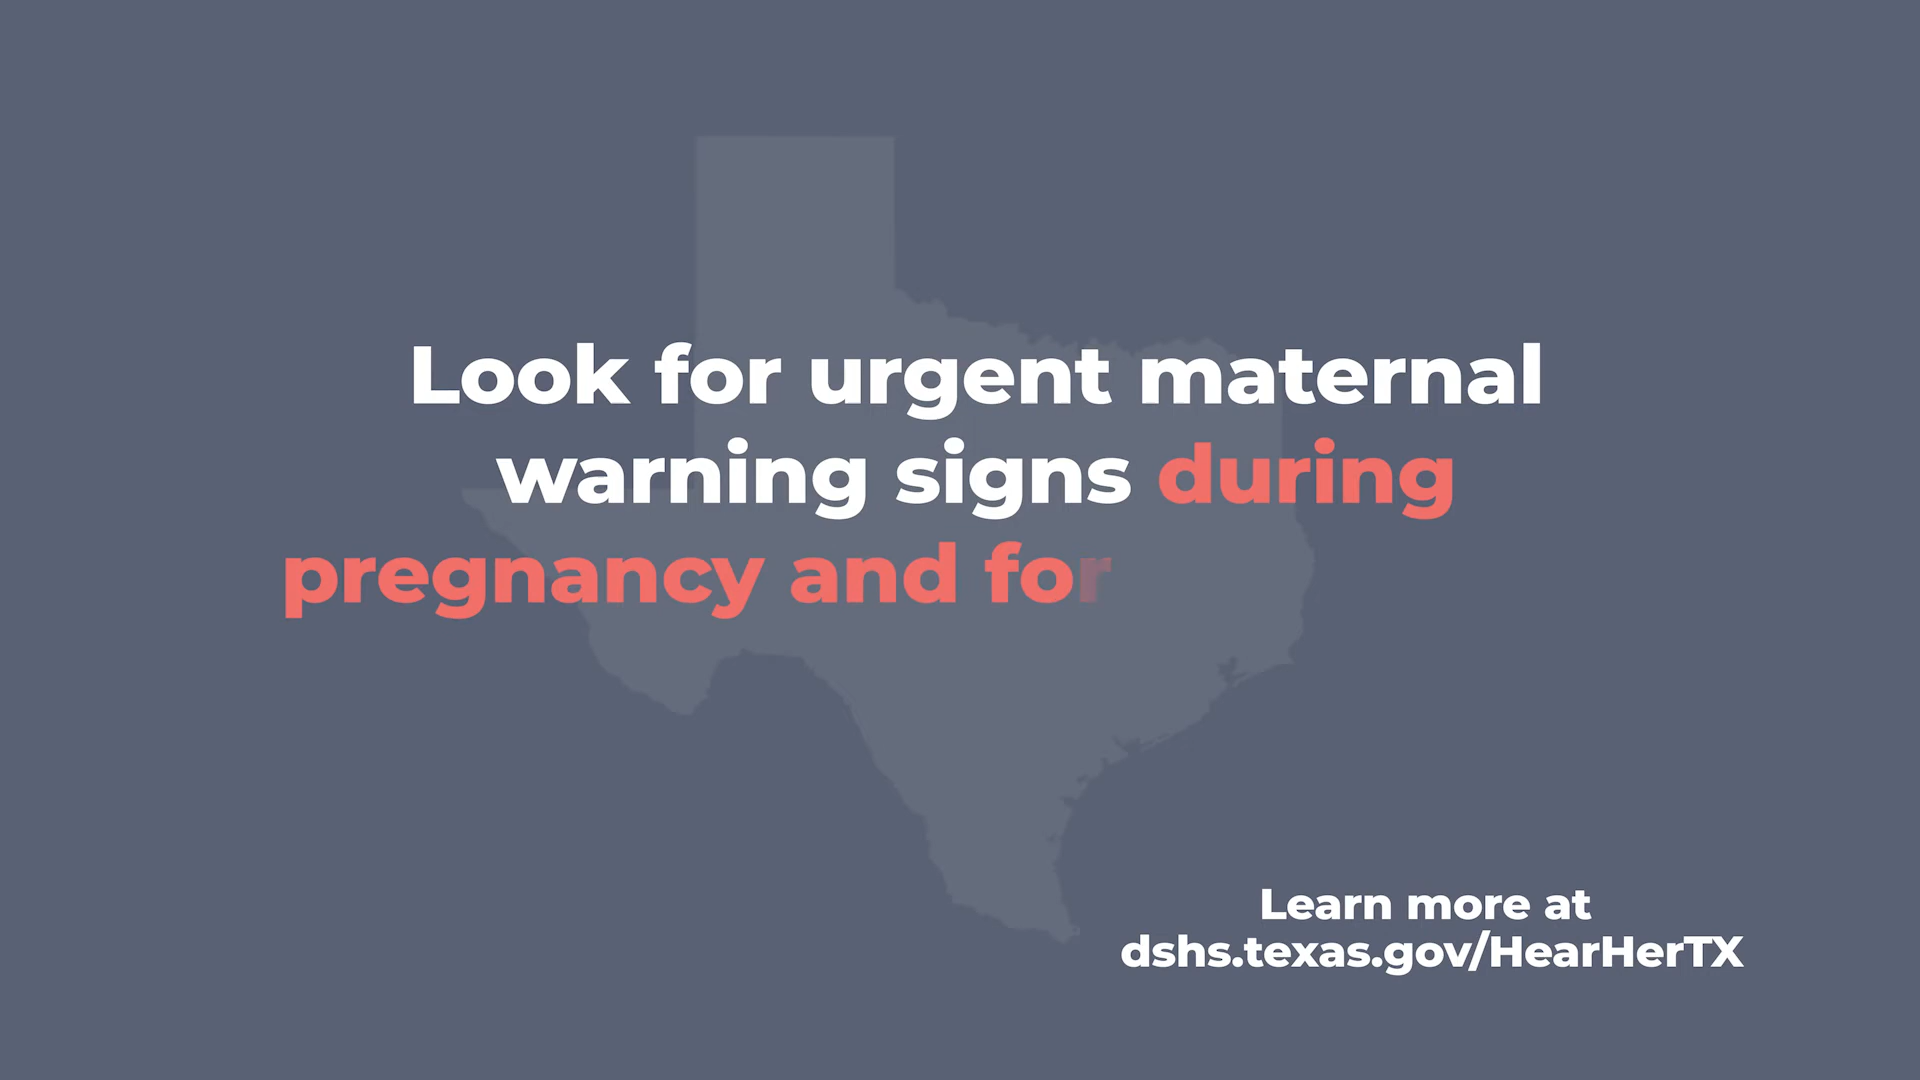 Look for urgent maternal
warning signs during
pregnancy and for
Learn more at
dshs.texas.gov/HearHerTX